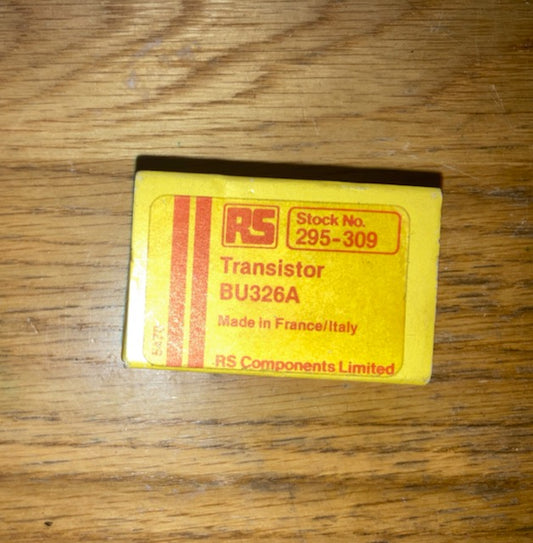 RS
Stock No.
295-309
Transistor
BU326A
Made in France/Italy
RS Components Limited